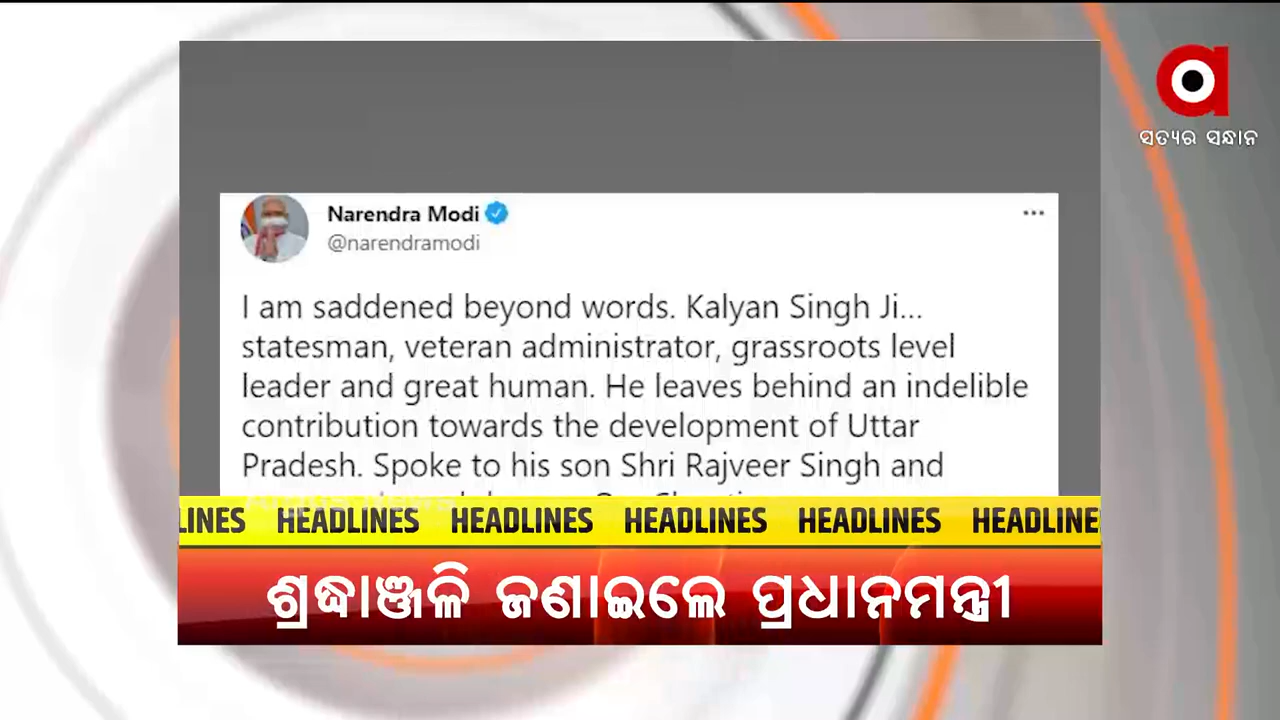 ସତ୍ୟର ସନ୍ଧାନ
Narendra Modi
@narendramodi
I am saddened beyond words. Kalyan Singh Ji...
statesman, veteran administrator, grassroots level
leader and great human. He leaves behind an indelible
contribution towards the development of Uttar
Pradesh. Spoke to his son Shri Rajveer Singh and
LINES HEADLINES HEADLINES HEADLINES HEADLINES HEADLINE
ଶ୍ରଦ୍ଧାଞ୍ଜଳି ଜଣାଇଲେ ପ୍ରଧାନମନ୍ତ୍ରୀ